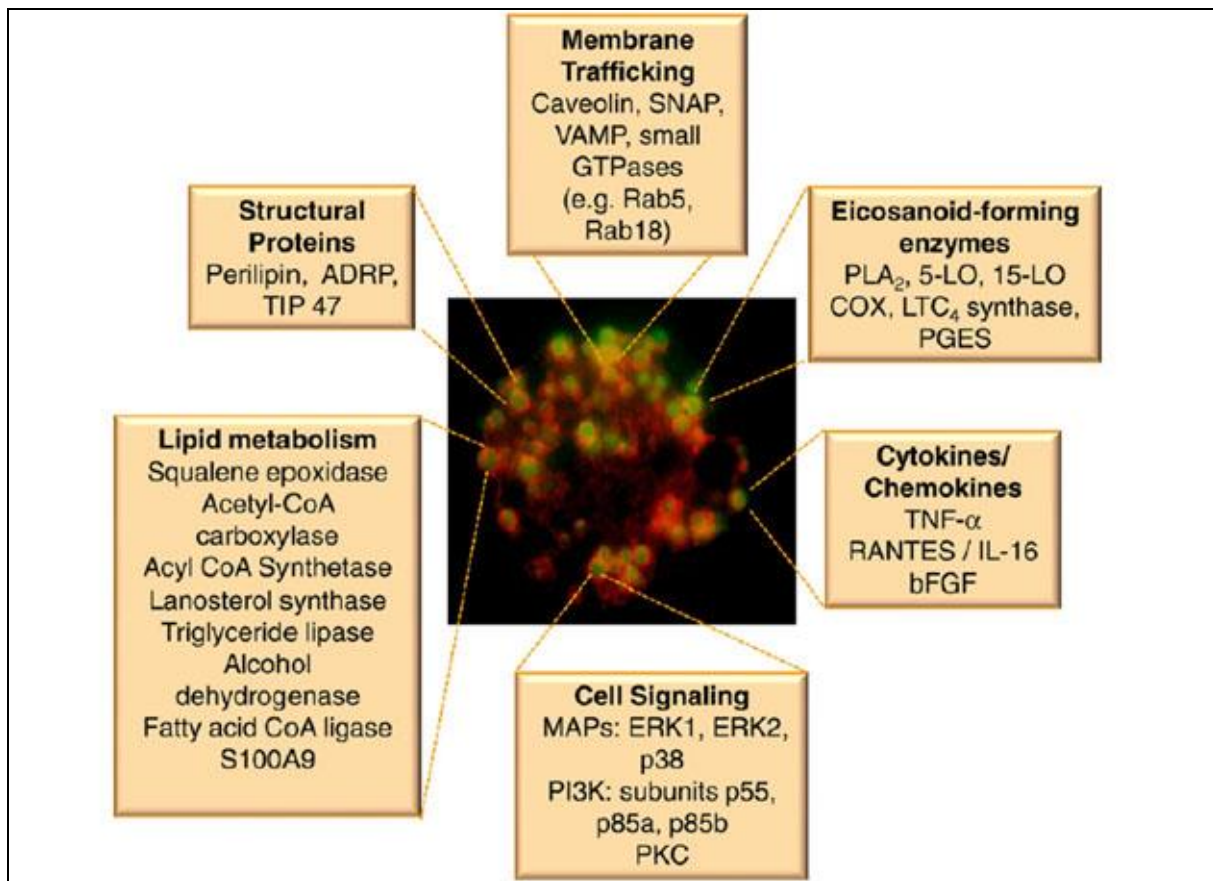 Membrane
Trafficking
Caveolin, SNAP,
VAMP, small
GTPases
(e.g. Rab5,
Rab18)
Structural
Proteins
Perilipin, ADRP,
TIP 47
Eicosanoid-forming
enzymes
PLA₂, 5-LO, 15-LO
COX, LTC₄ synthase,
PGES
Lipid metabolism
Squalene epoxidase
Acetyl-CoA
carboxylase
Acyl CoA Synthetase
Lanosterol synthase
Triglyceride lipase
Alcohol
dehydrogenase
Fatty acid CoA ligase
S100A9
Cytokines/
Chemokines
TNF-α
RANTES / IL-16
bFGF
Cell Signaling
MAPs: ERK1, ERK2,
p38
PI3K: subunits p55,
p85a, p85b
PKC